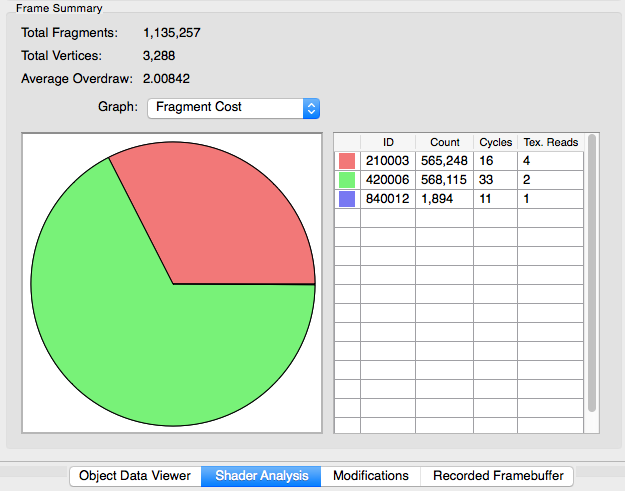 Frame Summary
Total Fragments: 1,135,257
Total Vertices: 3,288
Average Overdraw: 2.00842
Graph: Fragment Cost
ID Count Cycles Tex. Reads
210003 565,248 16 4
420006 568,115 33 2
840012 1,894 11 1
Object Data Viewer Shader Analysis Modifications Recorded Framebuffer